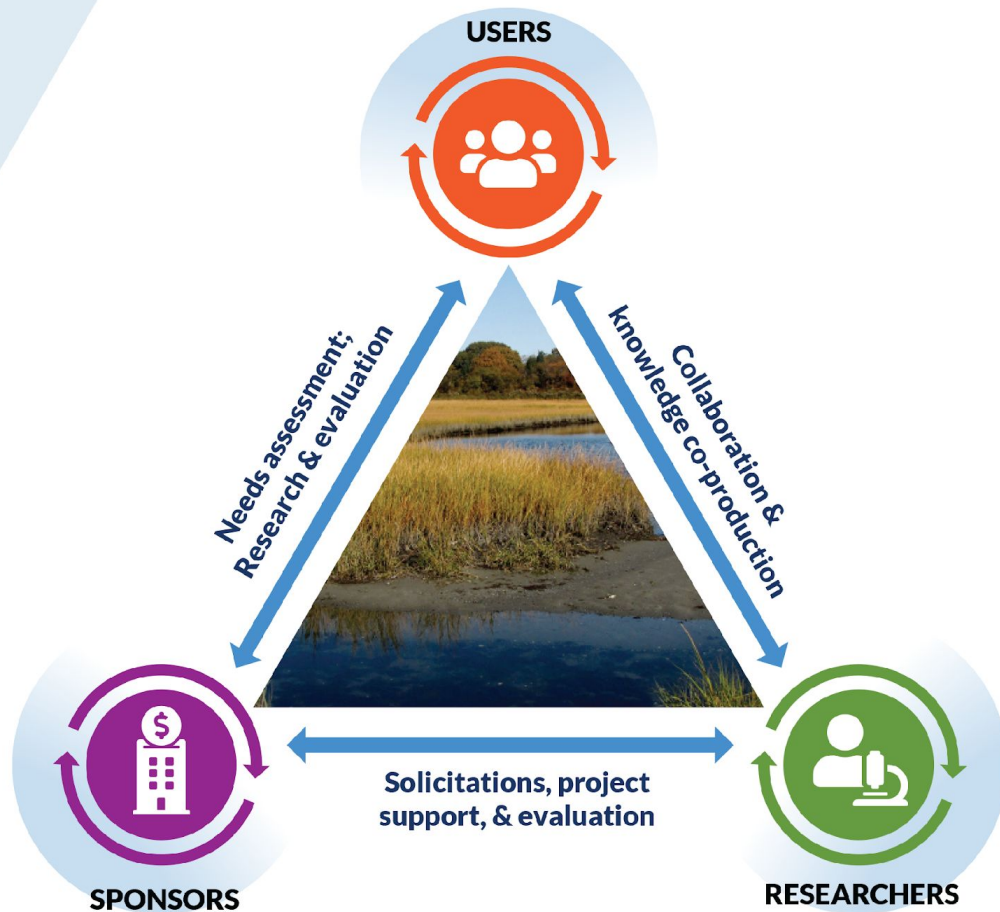 USERS
Needs assessment;
Research & evaluation
Collaboration &
knowledge co-production
$
Solicitations, project
support, & evaluation
SPONSORS
RESEARCHERS